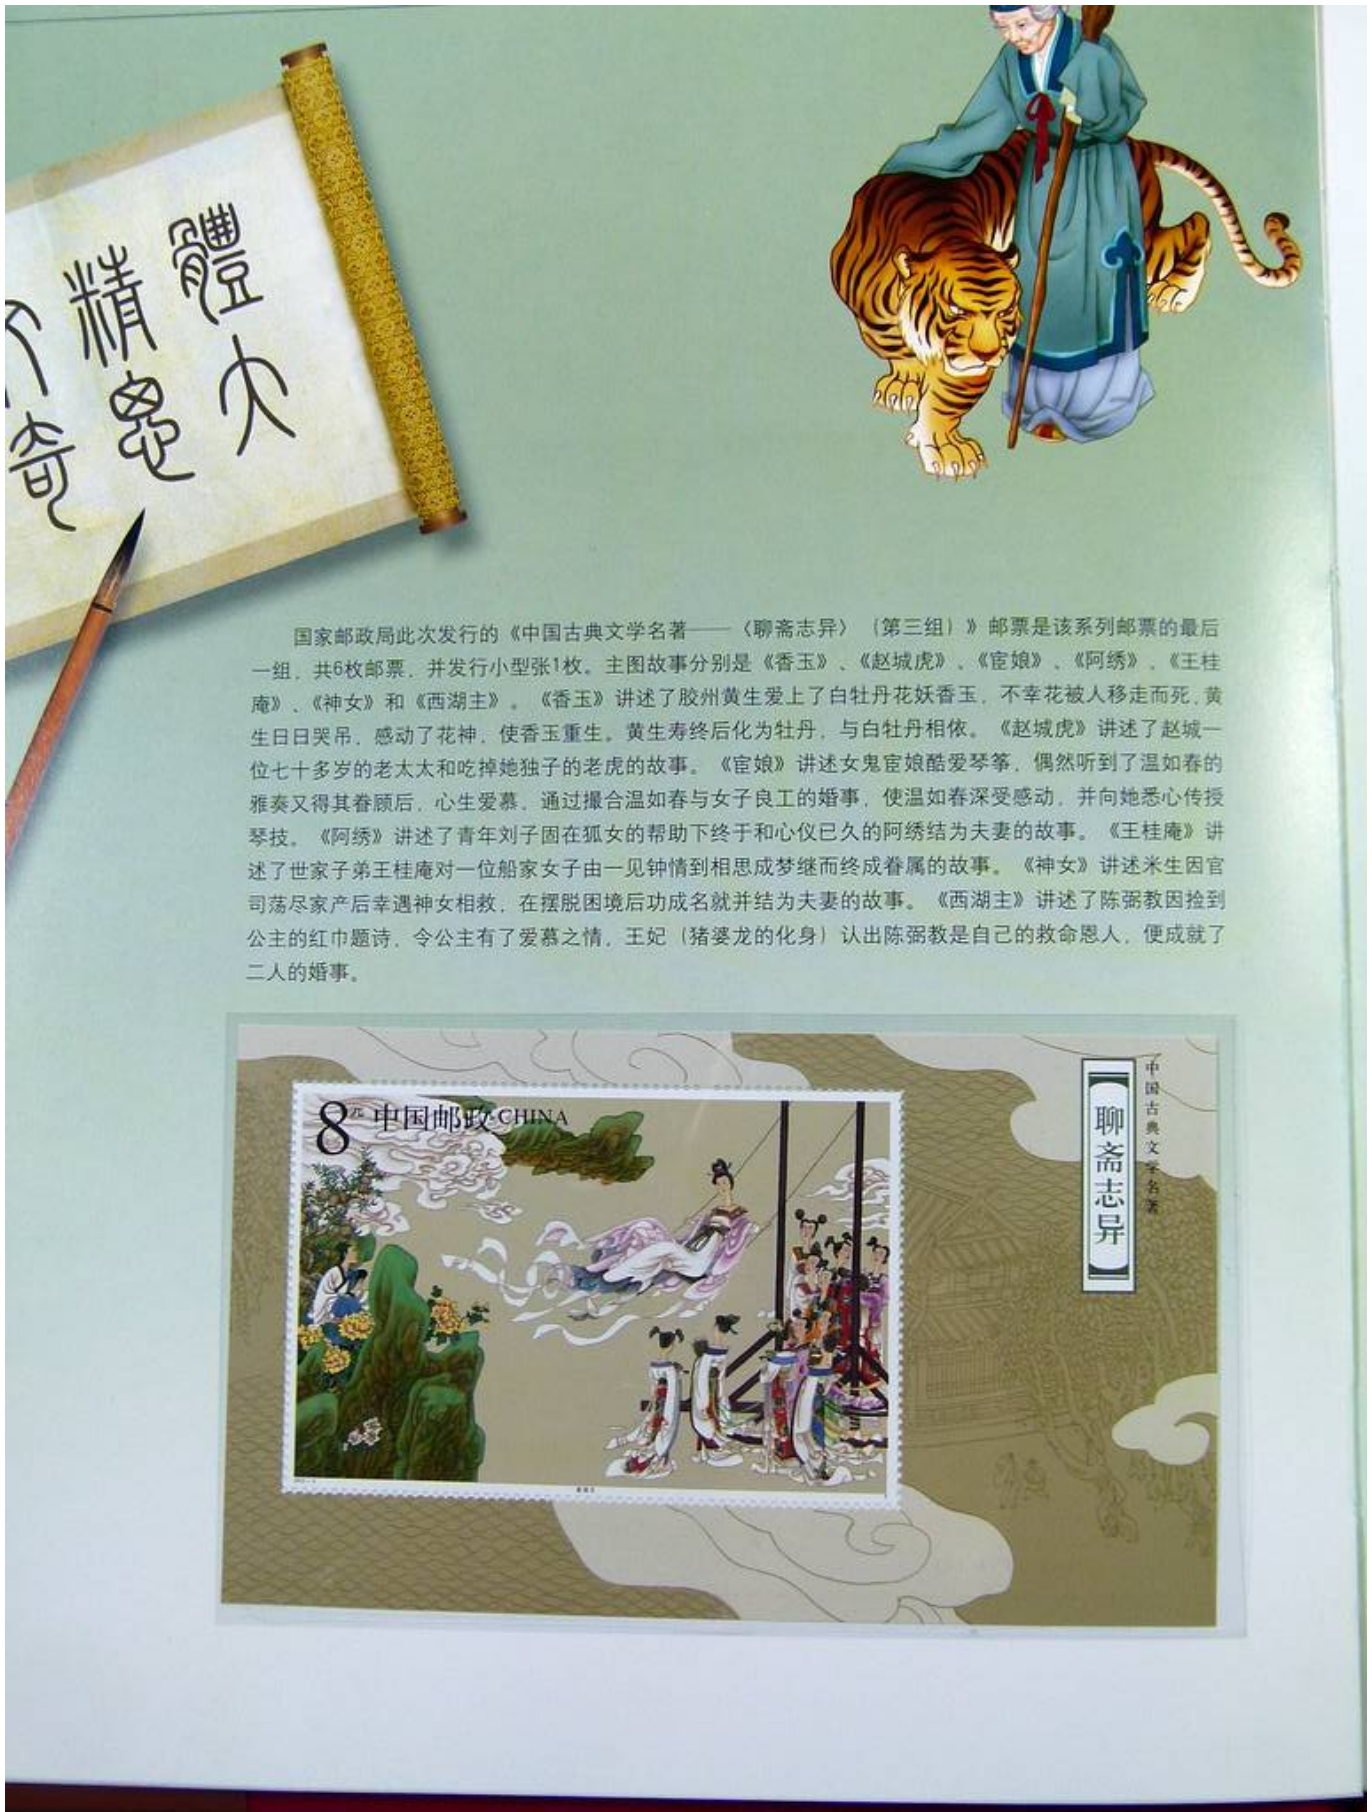 體大
精思
奇
国家邮政局此次发行的《中国古典文学名著——〈聊斋志异〉（第三组）》邮票是该系列邮票的最后
一组，共6枚邮票，并发行小型张1枚。主图故事分别是《香玉》、《赵城虎》、《宦娘》、《阿绣》、《王桂
庵》、《神女》和《西湖主》。《香玉》讲述了胶州黄生爱上了白牡丹花妖香玉，不幸花被人移走而死，黄
生日日哭吊，感动了花神，使香玉重生。黄生寿终后化为牡丹，与白牡丹相依。《赵城虎》讲述了赵城一
位七十多岁的老太太和吃掉她独子的老虎的故事。《宦娘》讲述女鬼宦娘酷爱琴筝，偶然听到了温如春的
雅奏又得其眷顾后，心生爱慕，通过撮合温如春与女子良工的婚事，使温如春深受感动，并向她悉心传授
琴技。《阿绣》讲述了青年刘子固在狐女的帮助下终于和心仪已久的阿绣结为夫妻的故事。《王桂庵》讲
述了世家子弟王桂庵对一位船家女子由一见钟情到相思成梦继而终成眷属的故事。《神女》讲述米生因官
司荡尽家产后幸遇神女相救，在摆脱困境后功成名就并结为夫妻的故事。《西湖主》讲述了陈弼教因捡到
公主的红巾题诗，令公主有了爱慕之情，王妃（猪婆龙的化身）认出陈弼教是自己的救命恩人，便成就了
二人的婚事。
8元 中国邮政 CHINA
中国古典文学名著
聊斋志异